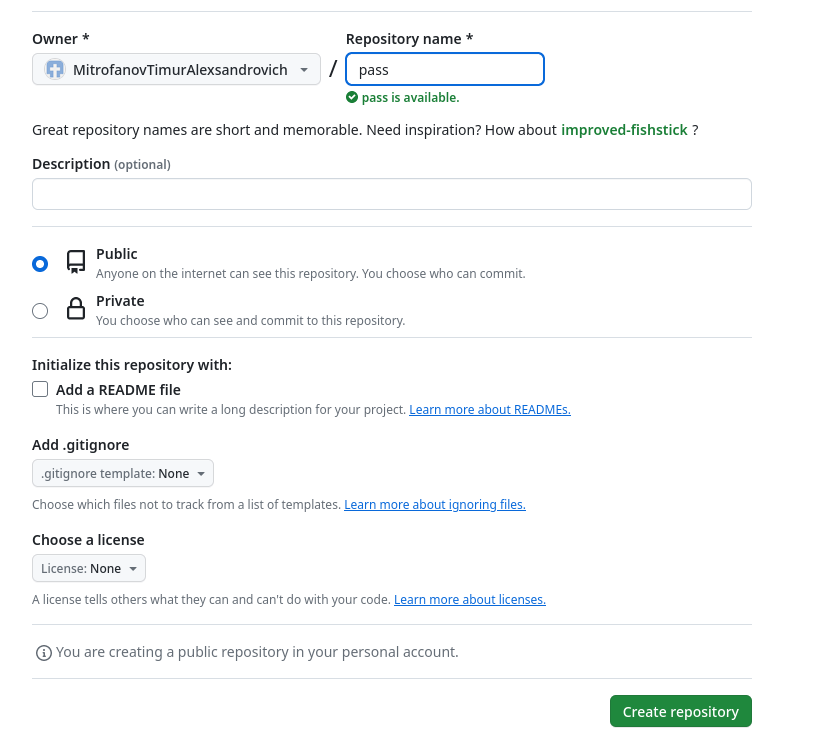 Owner *
Repository name *
MitrofanovTimurAlexsandrovich / pass
pass is available.
Great repository names are short and memorable. Need inspiration? How about improved-fishstick ?
Description (optional)
Public
Anyone on the internet can see this repository. You choose who can commit.
Private
You choose who can see and commit to this repository.
Initialize this repository with:
Add a README file
This is where you can write a long description for your project. Learn more about READMEs.
Add .gitignore
.gitignore template: None
Choose which files not to track from a list of templates. Learn more about ignoring files.
Choose a license
License: None
A license tells others what they can and can't do with your code. Learn more about licenses.
You are creating a public repository in your personal account.
Create repository